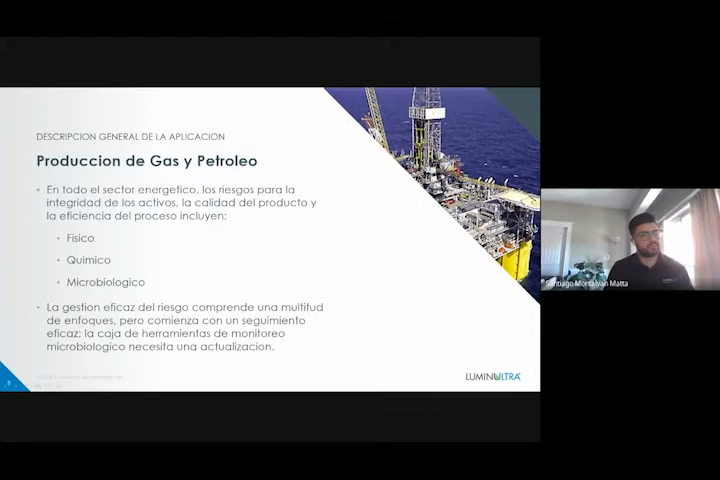 DESCRIPCION GENERAL DE LA APLICACION
Produccion de Gas y Petroleo
• En todo el sector energetico, los riesgos para la
integridad de los activos, la calidad del producto y
la eficiencia del proceso incluyen:
• Fisico
• Quimico
• Microbiologico
• La gestion eficaz del riesgo comprende una multitud
de enfoques, pero comienza con un seguimiento
eficaz; la caja de herramientas de monitoreo
microbiologico necesita una actualizacion.
LUMINULTRA
Santiago Montalvan Matta